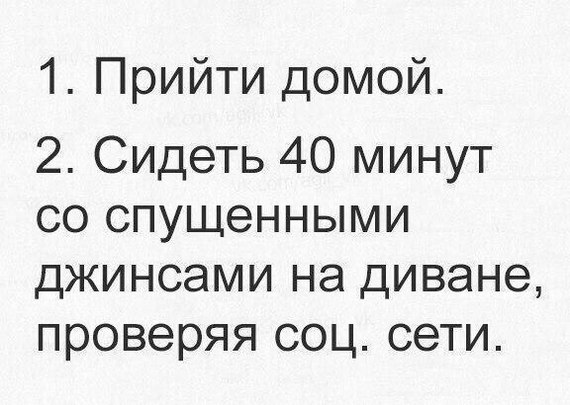 1. Прийти домой.
2. Сидеть 40 минут
со спущенными
джинсами на диване,
проверяя соц. сети.